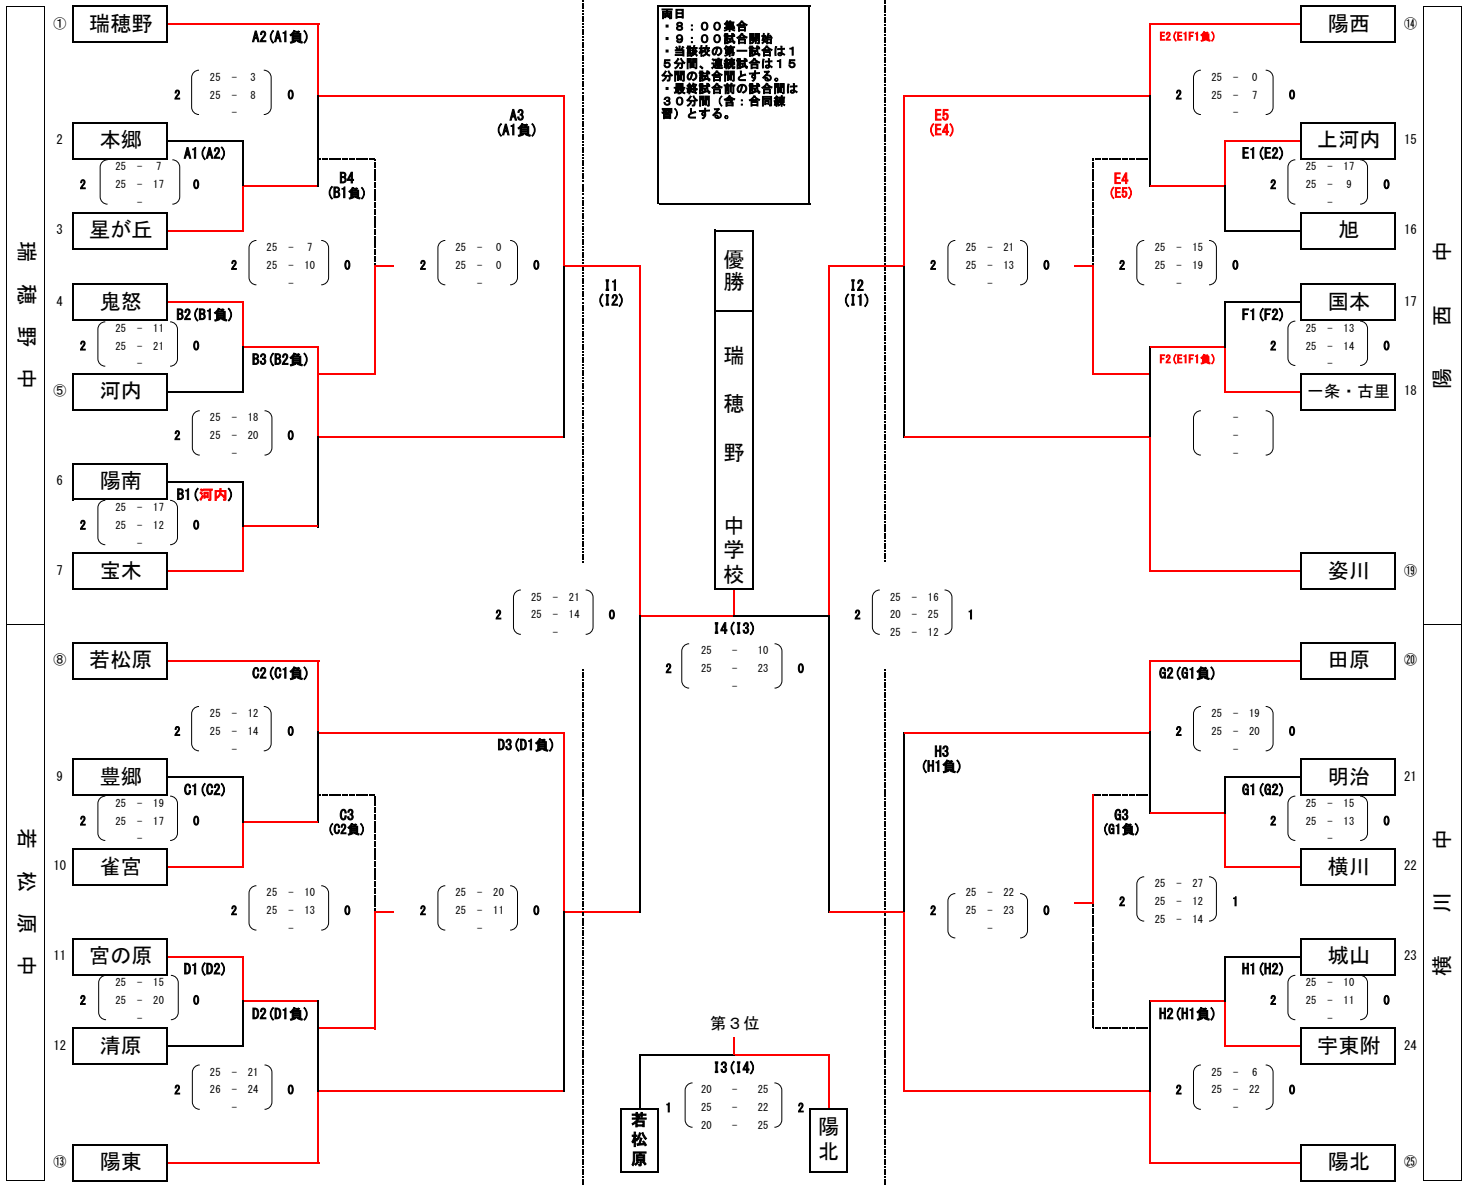 両日
・８：００集合
・９：００試合開始
・当該校の第一試合は１
５分間、連続試合は１５
分間の試合間とする。
・最終試合前の試合間は
３０分間（含：合同練
習）とする。
瑞穂野中
① 瑞穂野
A2(A1負)
25 - 3
2 25 - 8 0
-
2 本郷
A1(A2)
25 - 7
2 25 - 17 0
-
3 星が丘
A3
(A1負)
B4
(B1負)
25 - 7
2 25 - 10 0
-
25 - 0
2 25 - 0 0
-
4 鬼怒
B2(B1負)
25 - 11
2 25 - 21 0
-
⑤ 河内
B3(B2負)
25 - 18
2 25 - 20 0
-
6 陽南
B1(河内)
25 - 17
2 25 - 12 0
-
7 宝木
I1
(I2)
25 - 21
2 25 - 14 0
-
若松原中
⑧ 若松原
C2(C1負)
25 - 12
2 25 - 14 0
-
9 豊郷
C1(C2)
25 - 19
2 25 - 17 0
-
10 雀宮
D3(D1負)
C3
(C2負)
25 - 10
2 25 - 13 0
-
25 - 20
2 25 - 11 0
-
11 宮の原
D1(D2)
25 - 15
2 25 - 20 0
-
12 清原
D2(D1負)
25 - 21
2 26 - 24 0
-
⑬ 陽東
優勝
瑞穂野 中学校
I4(I3)
25 - 10
2 25 - 23 0
-
第３位
I3(I4)
20 - 25
1 25 - 22 2
20 - 25
若松原
陽北
陽西中
陽西 ⑭
E2(E1F1負)
25 - 0
2 25 - 7 0
-
上河内 15
E1(E2)
25 - 17
2 25 - 9 0
-
旭 16
E5
(E4)
E4
(E5)
25 - 21
2 25 - 13 0
-
25 - 15
2 25 - 19 0
-
国本 17
F1(F2)
25 - 13
2 25 - 14 0
-
一条・古里 18
F2(E1F1負)
-
-
-
姿川 ⑲
I2
(I1)
25 - 16
2 20 - 25 1
25 - 12
横川中
田原 ⑳
G2(G1負)
25 - 19
2 25 - 20 0
-
明治 21
G1(G2)
25 - 15
2 25 - 13 0
-
横川 22
H3
(H1負)
G3
(G1負)
25 - 22
2 25 - 23 0
-
25 - 27
2 25 - 12 1
25 - 14
城山 23
H1(H2)
25 - 10
2 25 - 11 0
-
宇東附 24
H2(H1負)
25 - 6
2 25 - 22 0
-
陽北 ㉕